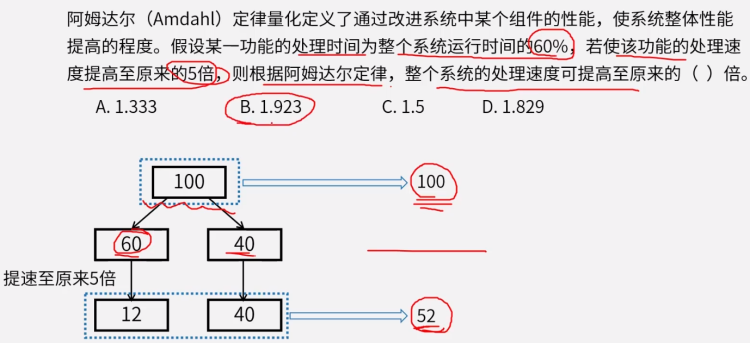 阿姆达尔（Amdahl）定律量化定义了通过改进系统中某个组件的性能，使系统整体性能
提高的程度。假设某一功能的处理时间为整个系统运行时间的60%，若使该功能的处理速
度提高至原来的5倍，则根据阿姆达尔定律，整个系统的处理速度可提高至原来的（ ）倍。
A. 1.333 B. 1.923 C. 1.5 D. 1.829
100 100
60 40
提速至原来5倍
12 40 52